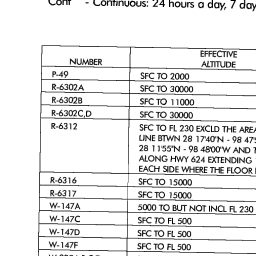 Cont - Continuous: 24 hours a day, 7 day
EFFECTIVE
NUMBER ALTITUDE
P-49 SFC TO 2000
R-6302A SFC TO 30000
R-6302B SFC TO 11000
R-6302C,D SFC TO 30000
R-6312 SFC TO FL 230 EXCLD THE AREA
LINE BTWN 28 17'40"N - 98 47'5
28 11'55"N - 98 48'00"W AND T
ALONG HWY 624 EXTENDING
EACH SIDE WHERE THE FLOOR
R-6316 SFC TO 15000
R-6317 SFC TO 15000
W-147A 5000 TO BUT NOT INCL FL 230
W-147C SFC TO FL 500
W-147D SFC TO FL 500
W-147F SFC TO FL 500